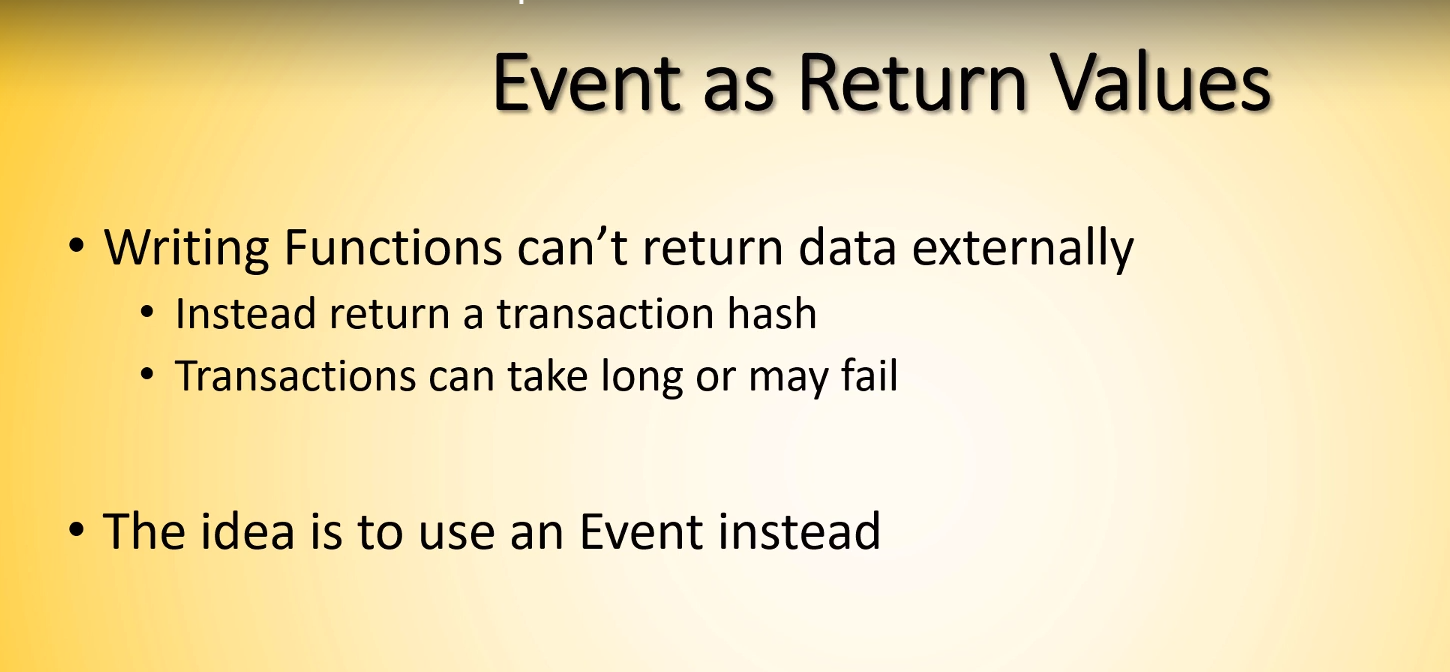 Event as Return Values
• Writing Functions can’t return data externally
• Instead return a transaction hash
• Transactions can take long or may fail
• The idea is to use an Event instead